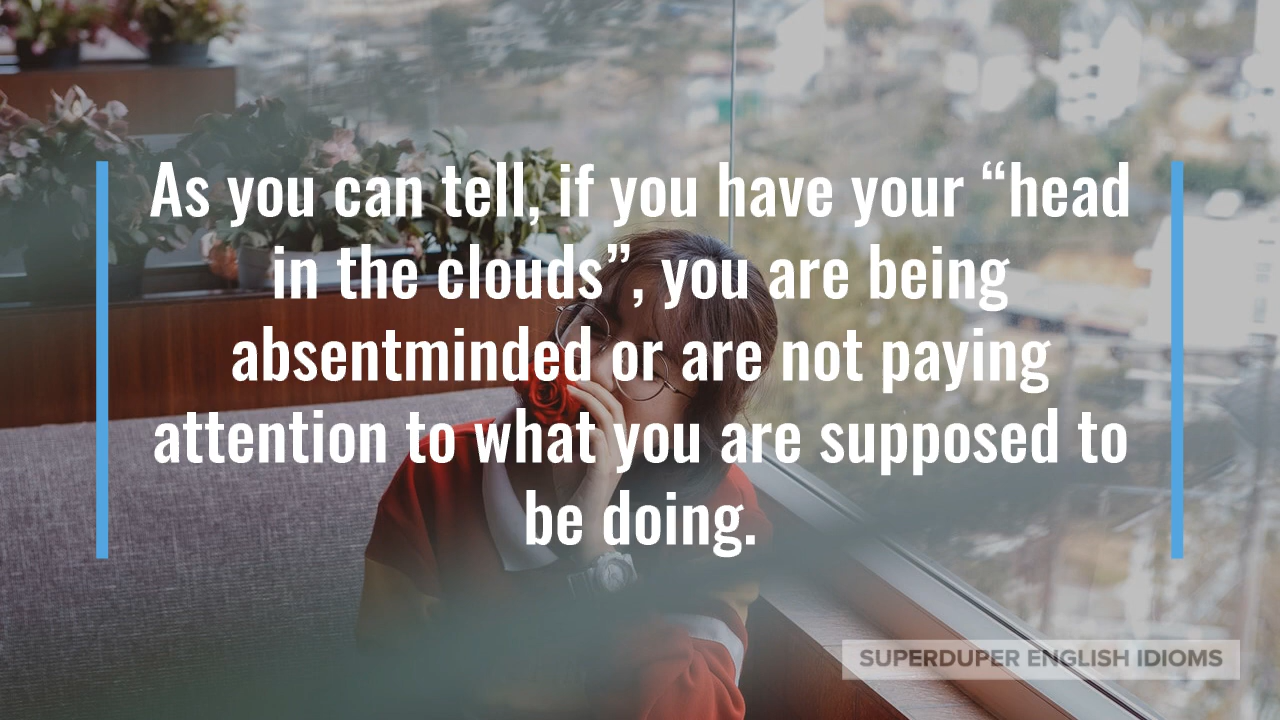 As you can tell, if you have your “head
in the clouds”, you are being
absentminded or are not paying
attention to what you are supposed to
be doing.
SUPERDUPER ENGLISH IDIOMS